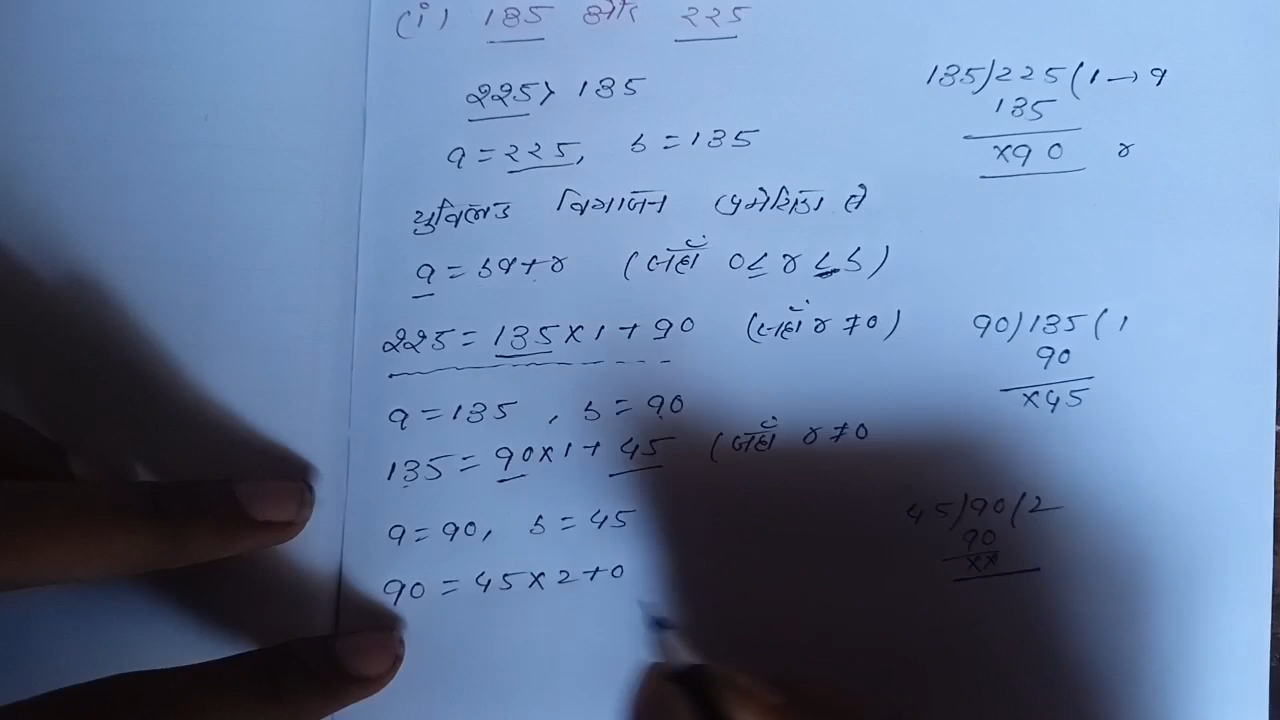 (i) 135 और 225
225 > 135
a = 225, b = 135
युक्लिड विभाजन प्रमेयिका से
a = bq + r (जहाँ 0 ≤ r < b)
225 = 135 × 1 + 90 (जहाँ r ≠ 0)
a = 135, b = 90
135 = 90 × 1 + 45 (जहाँ r ≠ 0
a = 90, b = 45
90 = 45 × 2 + 0
135)225(1 → q
135
×90 r
90)135(1
90
×45
45)90(2
90
××